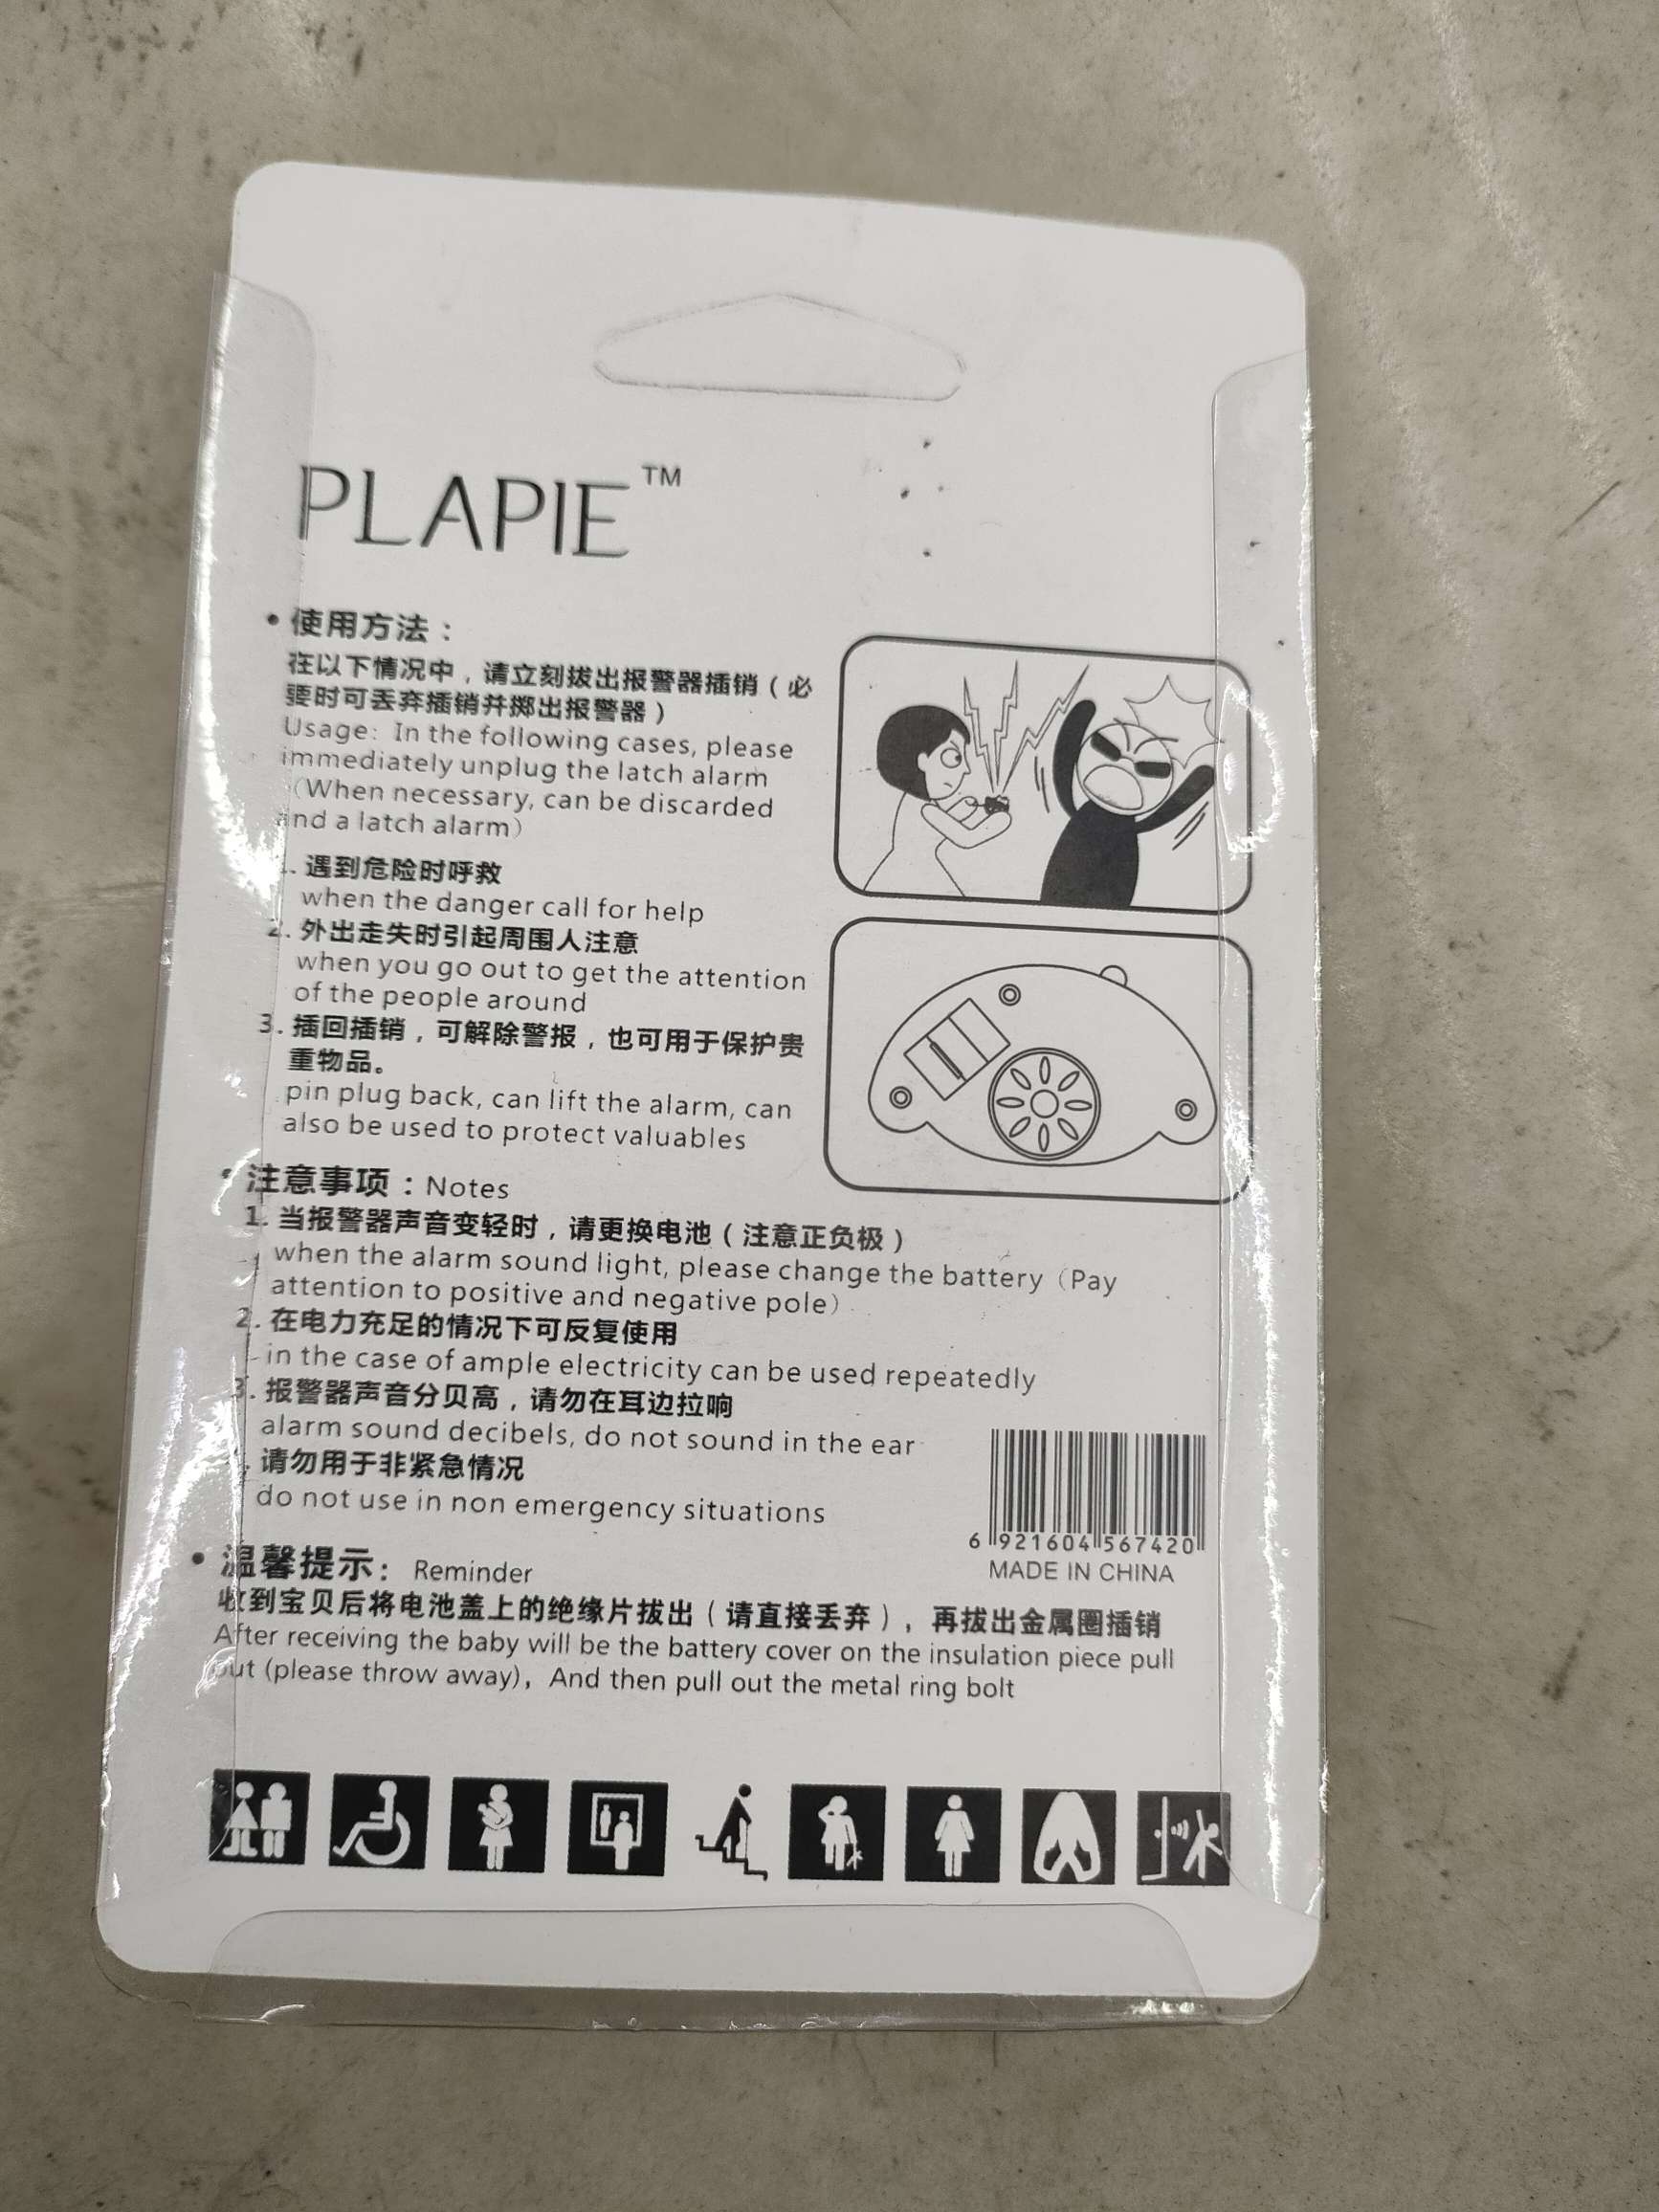 PLAPIE™
• 使用方法：
在以下情况中，请立刻拔出报警器插销（必
要时可丢弃插销并掷出报警器）
Usage: In the following cases, please
immediately unplug the latch alarm
（When necessary, can be discarded
and a latch alarm）
1. 遇到危险时呼救
when the danger call for help
2. 外出走失时引起周围人注意
when you go out to get the attention
of the people around
3. 插回插销，可解除警报，也可用于保护贵
重物品。
pin plug back, can lift the alarm, can
also be used to protect valuables
• 注意事项：Notes
1. 当报警器声音变轻时，请更换电池（注意正负极）
when the alarm sound light, please change the battery（Pay
attention to positive and negative pole）
2. 在电力充足的情况下可反复使用
in the case of ample electricity can be used repeatedly
3. 报警器声音分贝高，请勿在耳边拉响
alarm sound decibels, do not sound in the ear
请勿用于非紧急情况
do not use in non emergency situations
6 921604 567420
MADE IN CHINA
• 温馨提示：Reminder
收到宝贝后将电池盖上的绝缘片拔出（请直接丢弃），再拔出金属圈插销
After receiving the baby will be the battery cover on the insulation piece pull
out (please throw away), And then pull out the metal ring bolt